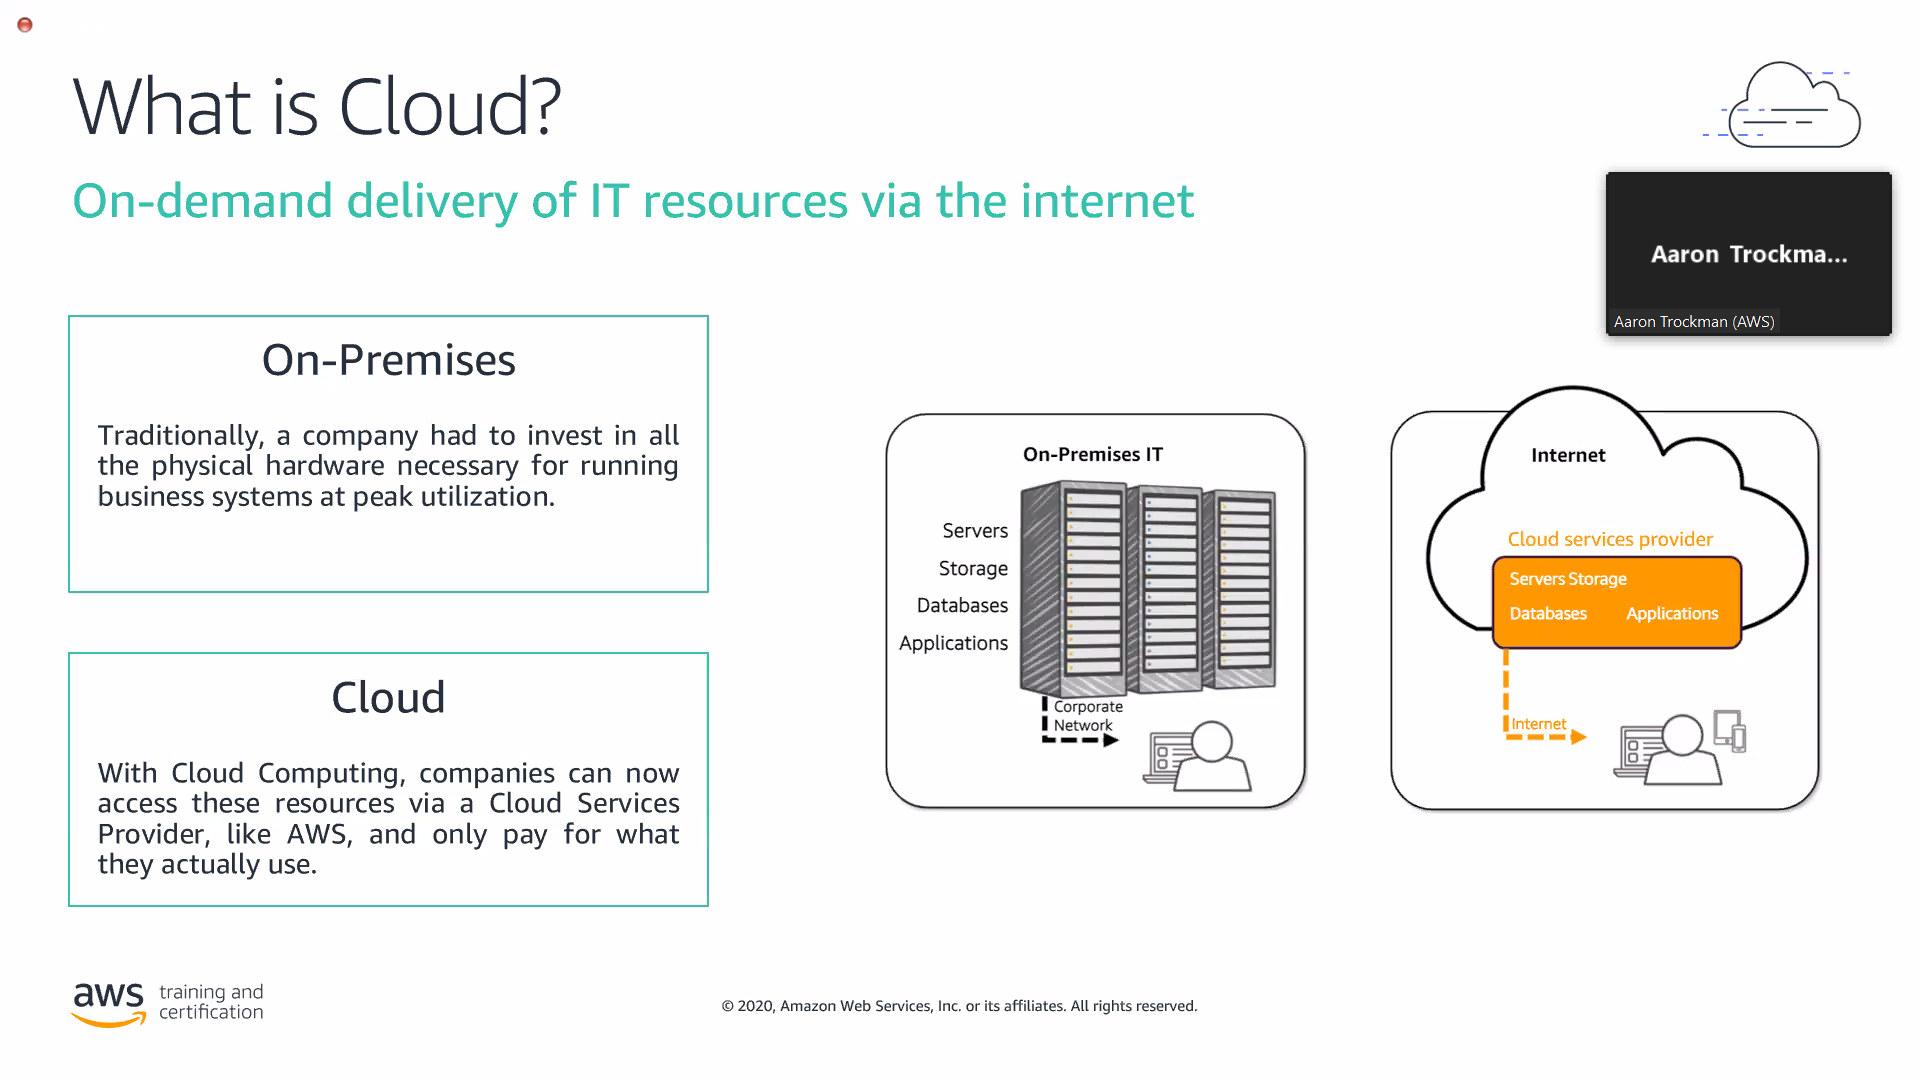 What is Cloud?
On-demand delivery of IT resources via the internet
Aaron Trockma...
Aaron Trockman (AWS)
On-Premises
Traditionally, a company had to invest in all
the physical hardware necessary for running
business systems at peak utilization.
Cloud
With Cloud Computing, companies can now
access these resources via a Cloud Services
Provider, like AWS, and only pay for what
they actually use.
On-Premises IT
Servers
Storage
Databases
Applications
Corporate
Network
Internet
Cloud services provider
Servers Storage
Databases Applications
Internet
aws training and
certification
© 2020, Amazon Web Services, Inc. or its affiliates. All rights reserved.